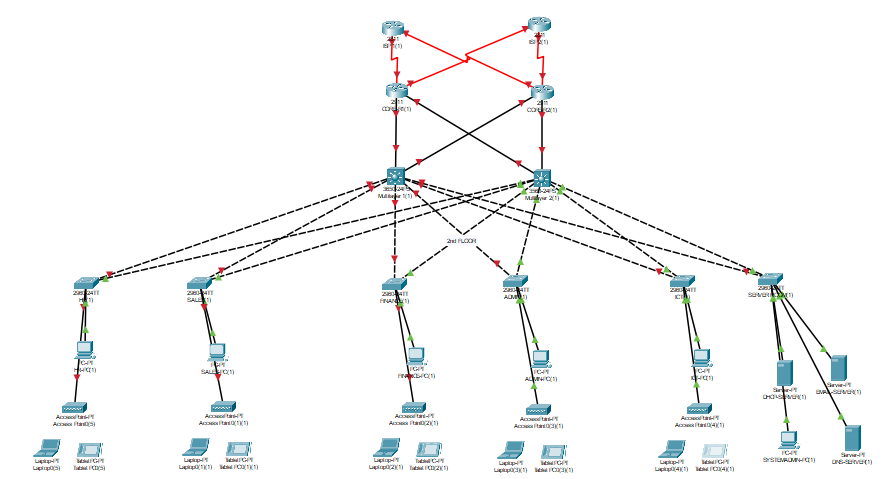 2911
ISP1(1)
2911
ISP2(1)
2911
2911
3650-24PS
Multilayer 1(1)
Multilayer 2(1)
2nd FLOOR
2960-24TT
HR(1)
2960-24TT
SALES(1)
2960-24TT
FINANCE(1)
2960-24TT
ADMIN(1)
2960-24TT
ICT(1)
2960-24TT
SERVER ROOM(1)
PC-PT
HR-PC(1)
PC-PT
SALES-PC(1)
PC-PT
FINANCE-PC(1)
PC-PT
ADMIN-PC(1)
PC-PT
ICT-PC(1)
Server-PT
DHCP-SERVER(1)
Server-PT
EMAIL-SERVER(1)
AccessPoint-PT
Access Point0(5)
AccessPoint-PT
Access Point0(1)(1)
AccessPoint-PT
Access Point0(2)(1)
AccessPoint-PT
Access Point0(3)(1)
AccessPoint-PT
Access Point0(4)(1)
PC-PT
SYSTEMADMIN-PC(1)
Server-PT
DNS-SERVER(1)
Laptop-PT
Laptop0(5)
TabletPC-PT
Tablet PC0(5)
Laptop-PT
Laptop0(1)(1)
TabletPC-PT
Tablet PC0(1)(1)
Laptop-PT
Laptop0(2)(1)
TabletPC-PT
Tablet PC0(2)(1)
Laptop-PT
Laptop0(3)(1)
TabletPC-PT
Tablet PC0(3)(1)
Laptop-PT
Laptop0(4)(1)
TabletPC-PT
Tablet PC0(4)(1)